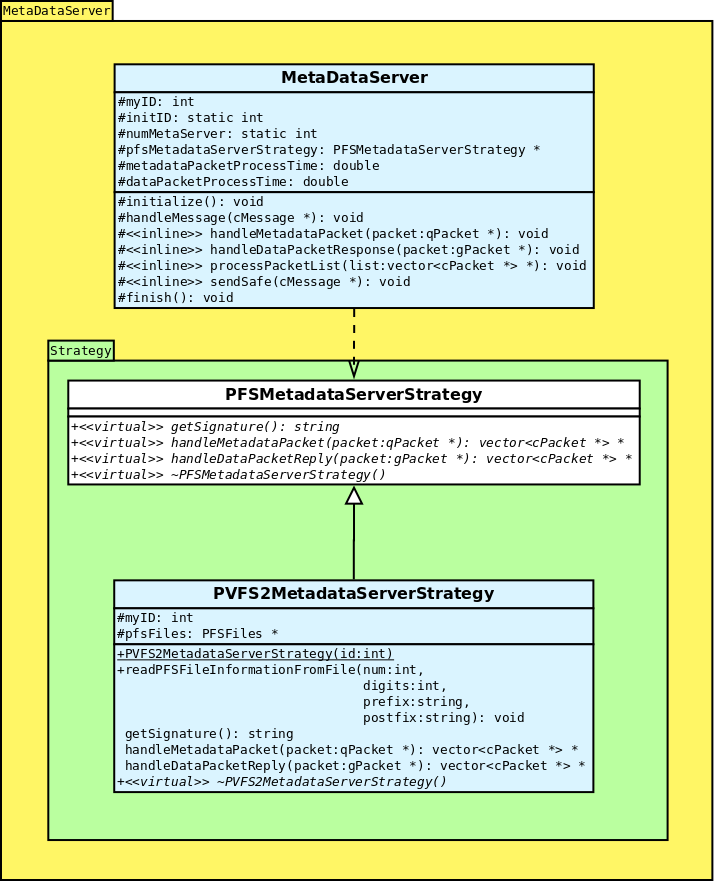 MetaDataServer
MetaDataServer
#myID: int
#initID: static int
#numMetaServer: static int
#pfsMetadataServerStrategy: PFSMetadataServerStrategy *
#metadataPacketProcessTime: double
#dataPacketProcessTime: double
#initialize(): void
#handleMessage(cMessage *): void
#<<inline>> handleMetadataPacket(packet:qPacket *): void
#<<inline>> handleDataPacketResponse(packet:gPacket *): void
#<<inline>> processPacketList(list:vector<cPacket *> *): void
#<<inline>> sendSafe(cMessage *): void
#finish(): void
Strategy
PFSMetadataServerStrategy
+<<virtual>> getSignature(): string
+<<virtual>> handleMetadataPacket(packet:qPacket *): vector<cPacket *> *
+<<virtual>> handleDataPacketReply(packet:gPacket *): vector<cPacket *> *
+<<virtual>> ~PFSMetadataServerStrategy()
PVFS2MetadataServerStrategy
#myID: int
#pfsFiles: PFSFiles *
+PVFS2MetadataServerStrategy(id:int)
+readPFSFileInformationFromFile(num:int,
digits:int,
prefix:string,
postfix:string): void
getSignature(): string
handleMetadataPacket(packet:qPacket *): vector<cPacket *> *
handleDataPacketReply(packet:gPacket *): vector<cPacket *> *
+<<virtual>> ~PVFS2MetadataServerStrategy()